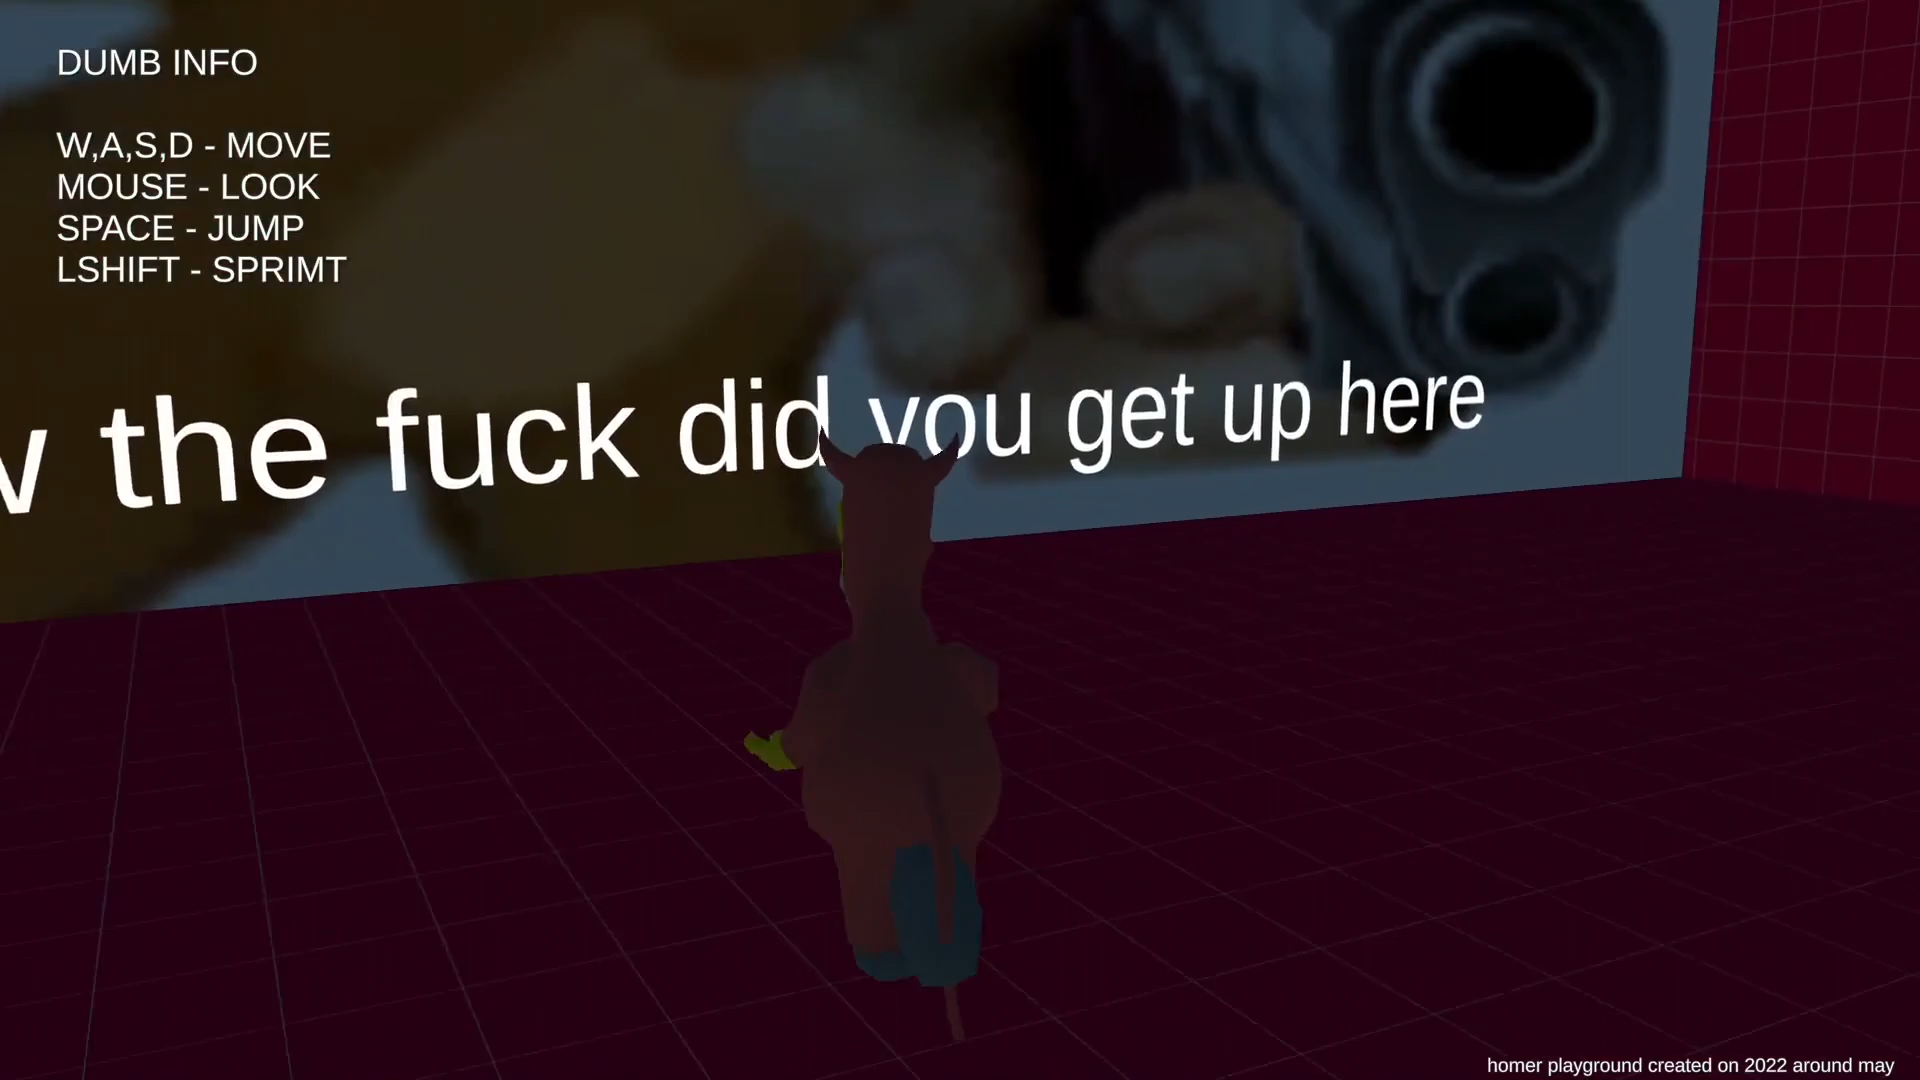 DUMB INFO
W,A,S,D - MOVE
MOUSE - LOOK
SPACE - JUMP
LSHIFT - SPRIMT
the fuck did you get up here
homer playground created on 2022 around may